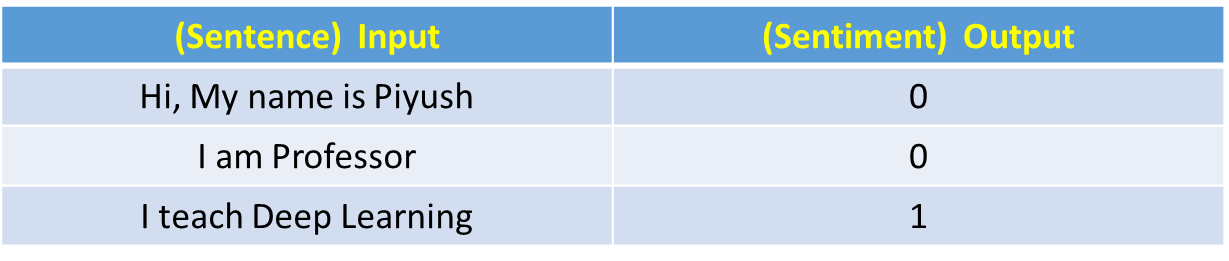 (Sentence) Input (Sentiment) Output
Hi, My name is Piyush 0
I am Professor 0
I teach Deep Learning 1